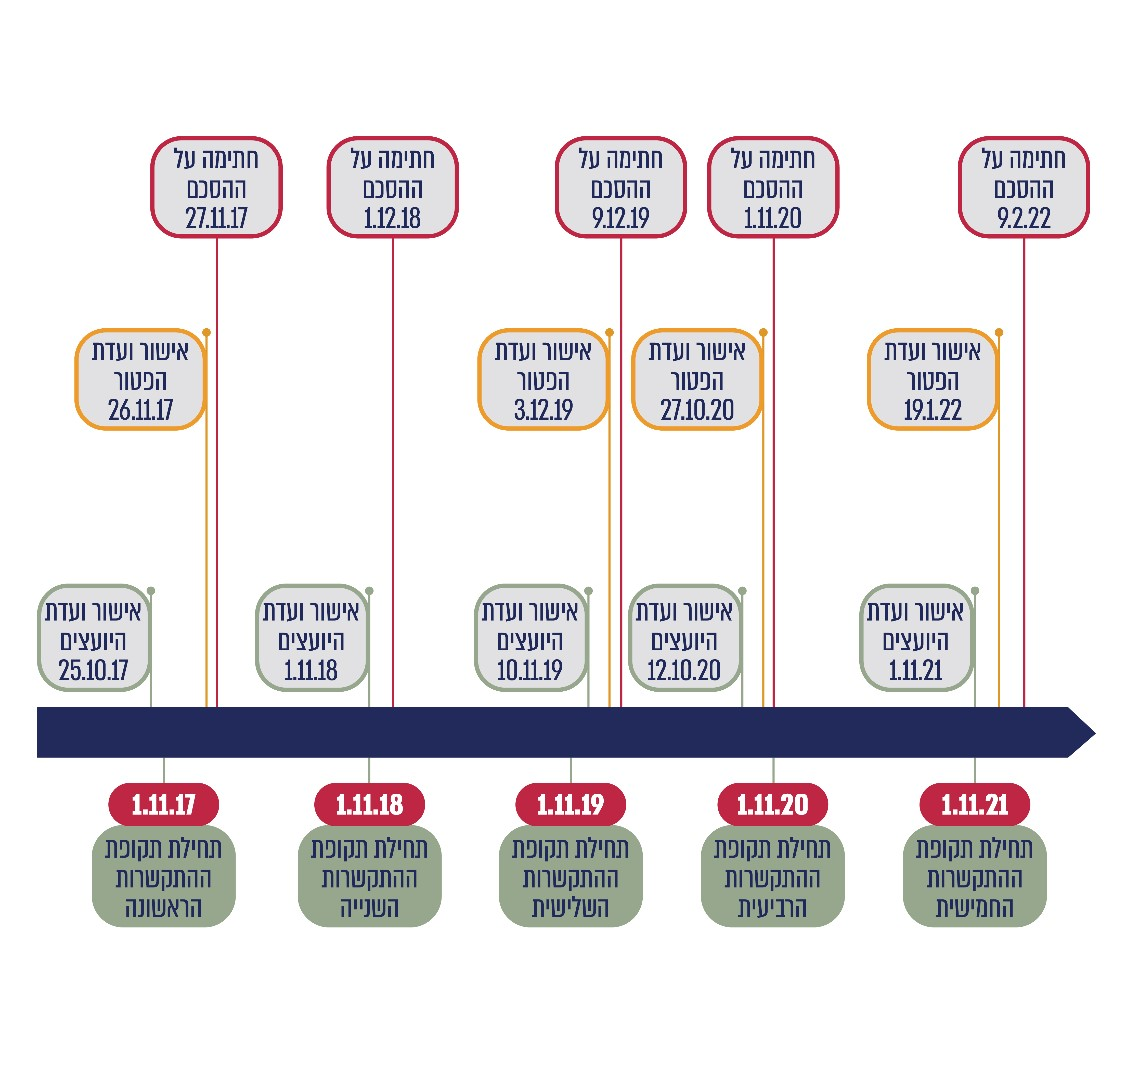 חתימה על
ההסכם
27.11.17
חתימה על
ההסכם
1.12.18
חתימה על
ההסכם
9.12.19
חתימה על
ההסכם
1.11.20
חתימה על
ההסכם
9.2.22
אישור ועדת
הפטור
26.11.17
אישור ועדת
הפטור
3.12.19
אישור ועדת
הפטור
27.10.20
אישור ועדת
הפטור
19.1.22
אישור ועדת
היועצים
25.10.17
אישור ועדת
היועצים
1.11.18
אישור ועדת
היועצים
10.11.19
אישור ועדת
היועצים
12.10.20
אישור ועדת
היועצים
1.11.21
1.11.17
תחילת תקופת
ההתקשרות
הראשונה
1.11.18
תחילת תקופת
ההתקשרות
השנייה
1.11.19
תחילת תקופת
ההתקשרות
השלישית
1.11.20
תחילת תקופת
ההתקשרות
הרביעית
1.11.21
תחילת תקופת
ההתקשרות
החמישית